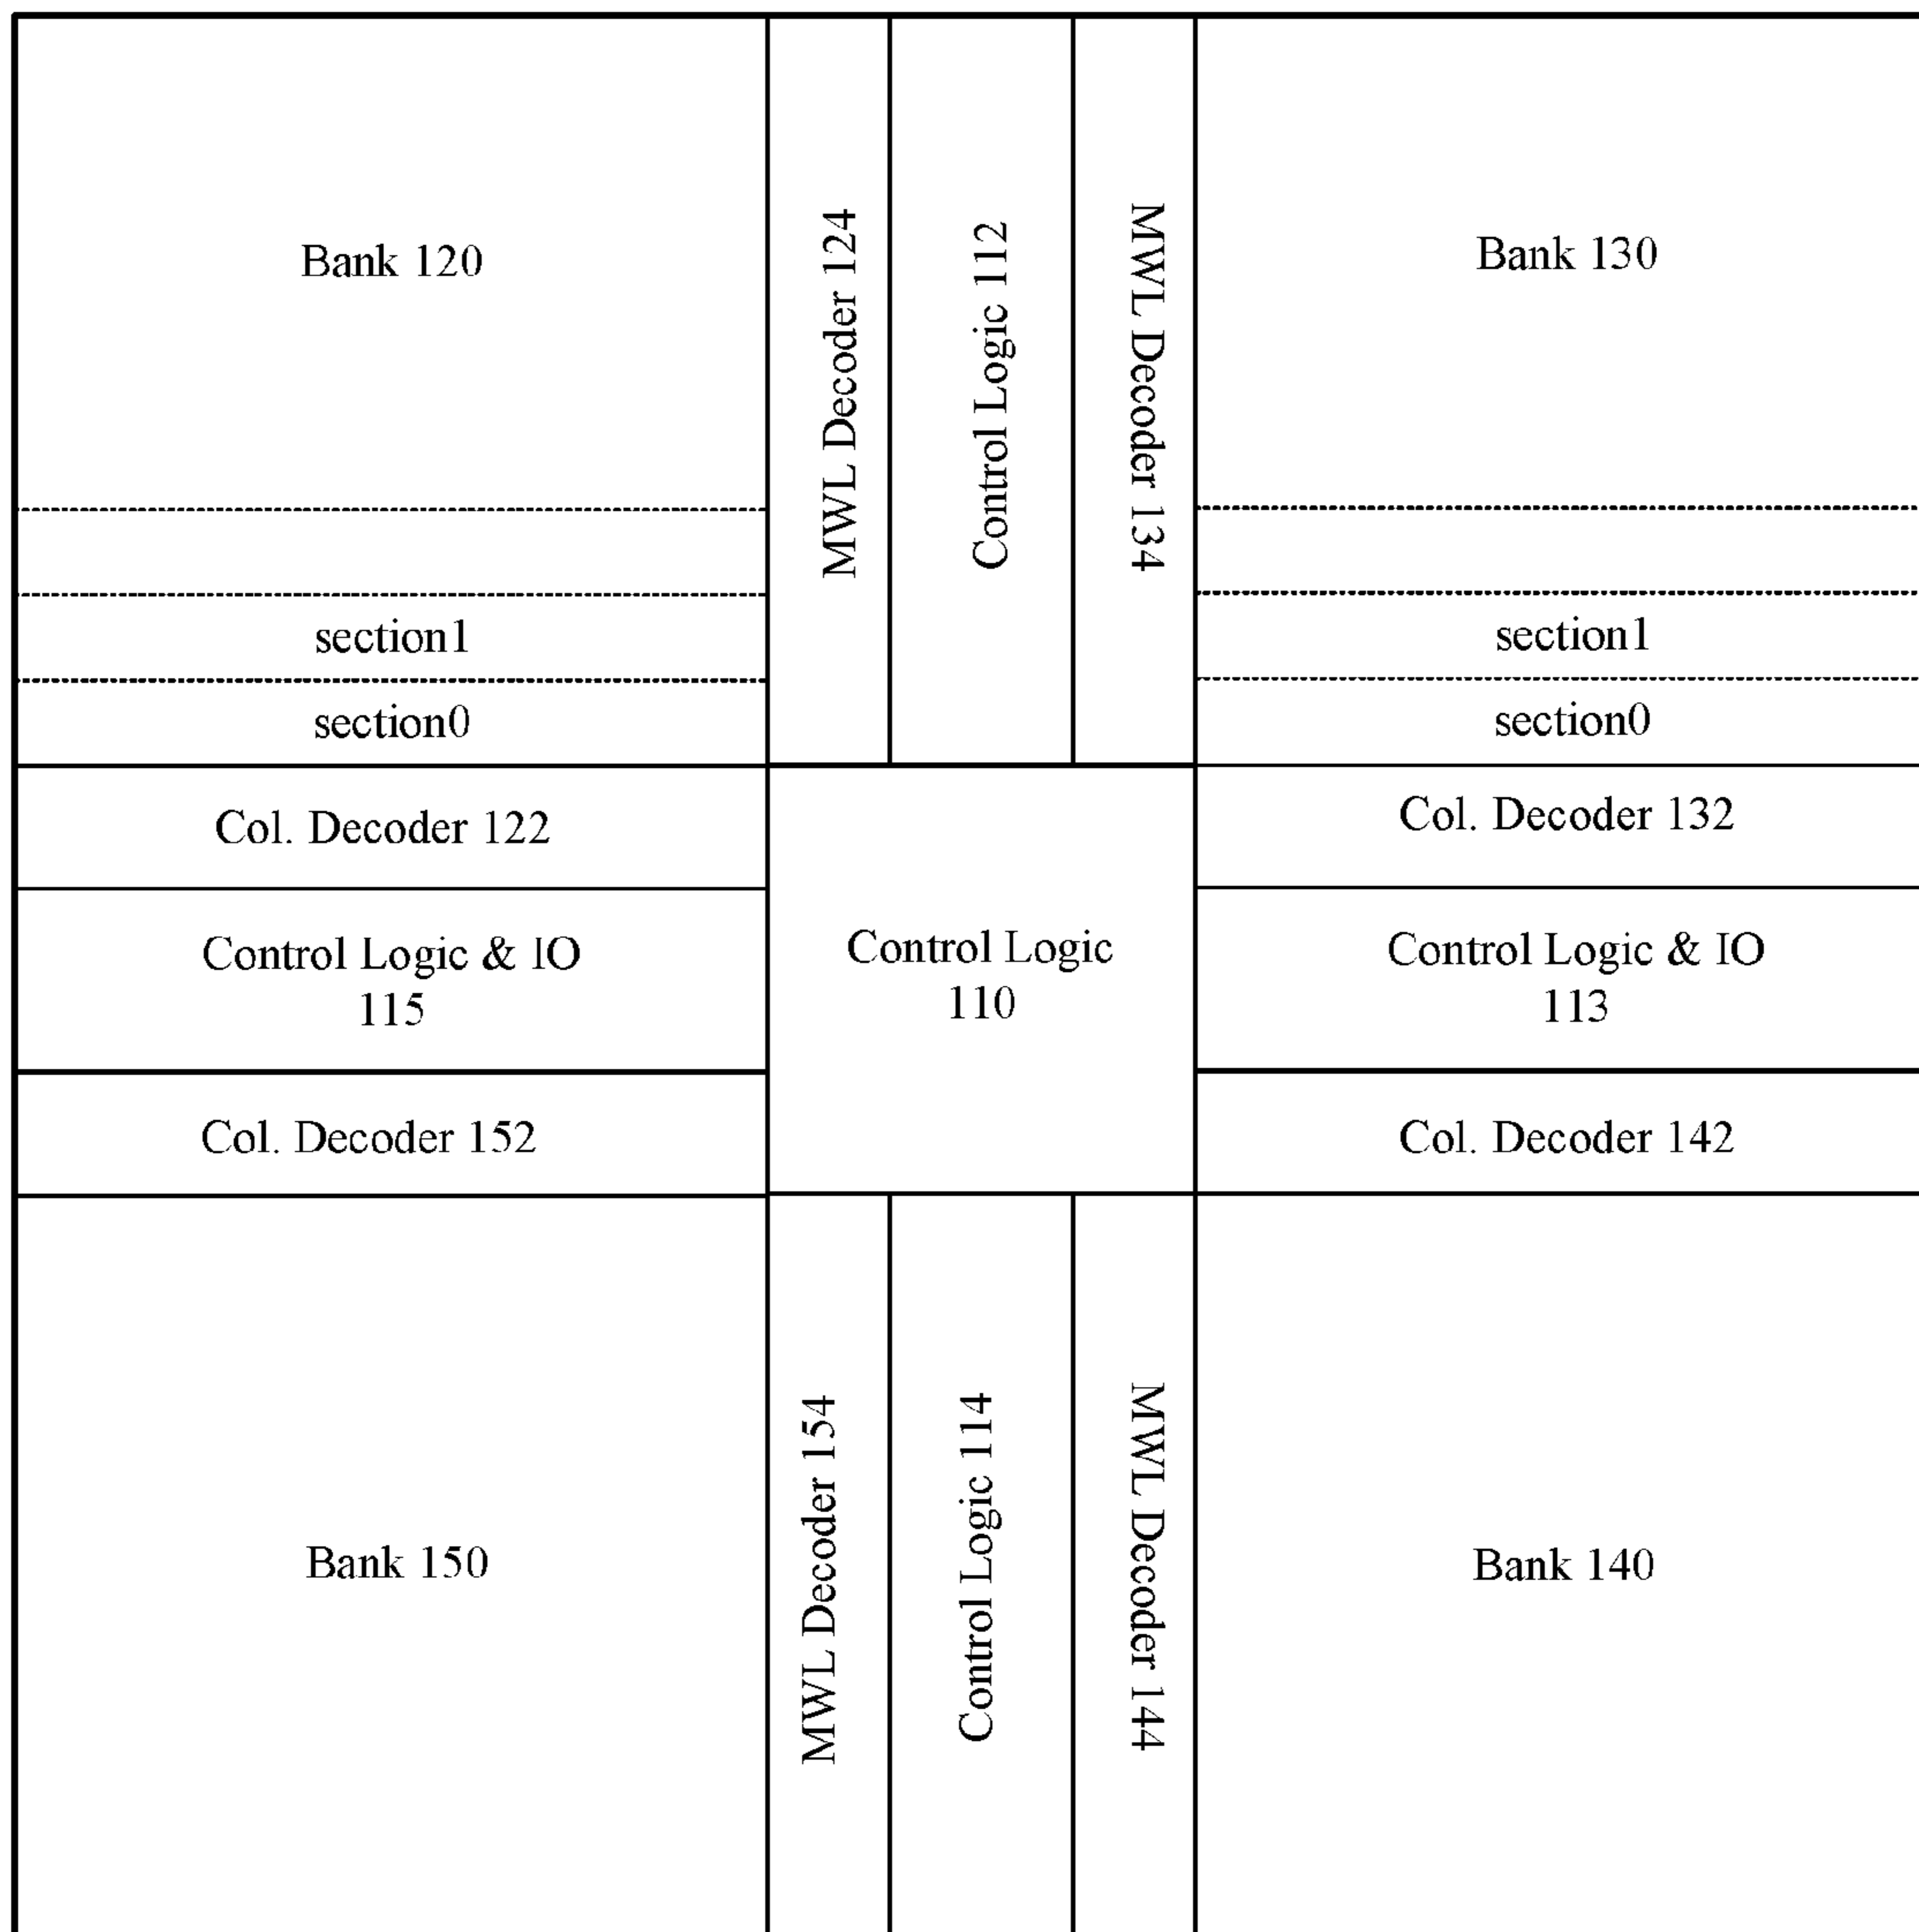 Bank 120
MWL Decoder 124
Control Logic 112
MWL Decoder 134
Bank 130
section1
section1
section0
section0
Col. Decoder 122
Col. Decoder 132
Control Logic & IO
115
Control Logic
110
Control Logic & IO
113
Col. Decoder 152
Col. Decoder 142
Bank 150
MWL Decoder 154
Control Logic 114
MWL Decoder 144
Bank 140